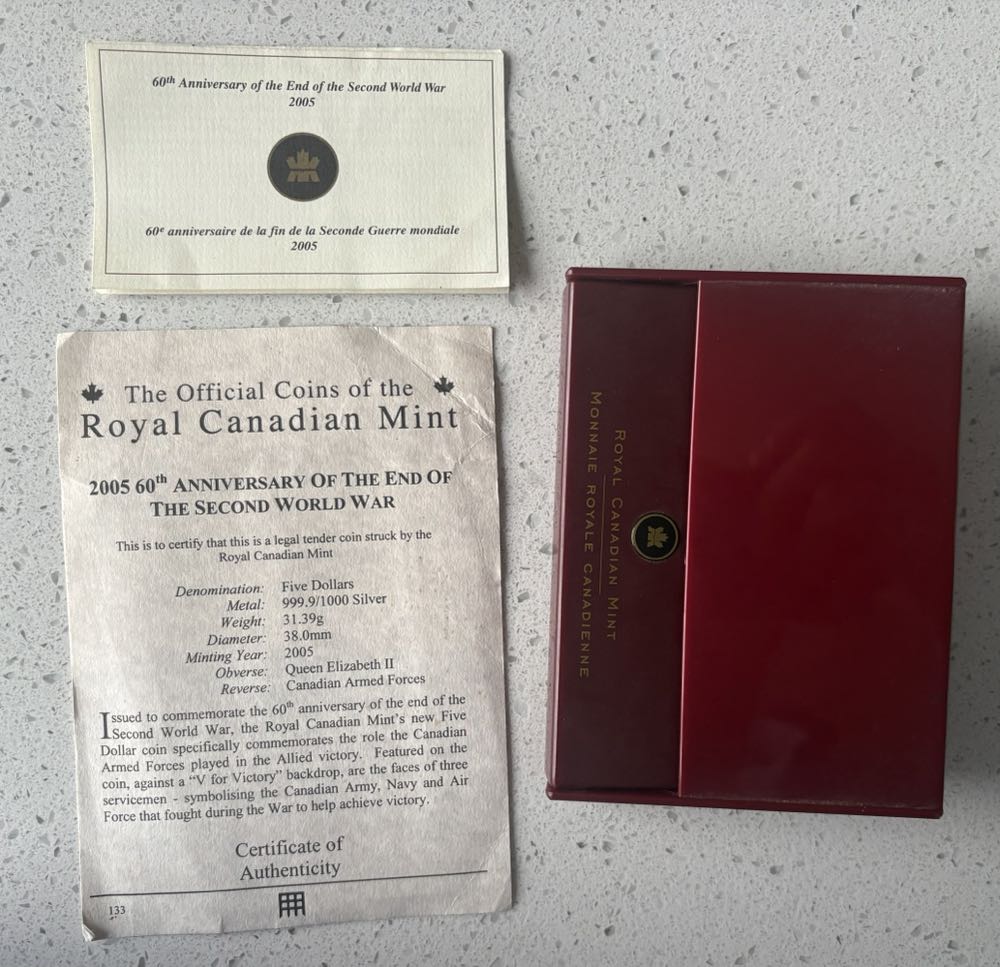 60th Anniversary of the End of the Second World War
2005
60e anniversaire de la fin de la Seconde Guerre mondiale
2005
The Official Coins of the
Royal Canadian Mint
2005 60th ANNIVERSARY OF THE END OF
THE SECOND WORLD WAR
This is to certify that this is a legal tender coin struck by the
Royal Canadian Mint
Denomination: Five Dollars
Metal: 999.9/1000 Silver
Weight: 31.39g
Diameter: 38.0mm
Minting Year: 2005
Obverse: Queen Elizabeth II
Reverse: Canadian Armed Forces
Issued to commemorate the 60th anniversary of the end of the
Second World War, the Royal Canadian Mint's new Five
Dollar coin specifically commemorates the role the Canadian
Armed Forces played in the Allied victory. Featured on the
coin, against a "V for Victory" backdrop, are the faces of three
servicemen - symbolising the Canadian Army, Navy and Air
Force that fought during the War to help achieve victory.
Certificate of
Authenticity
133
ROYAL CANADIAN MINT
MONNAIE ROYALE CANADIENNE